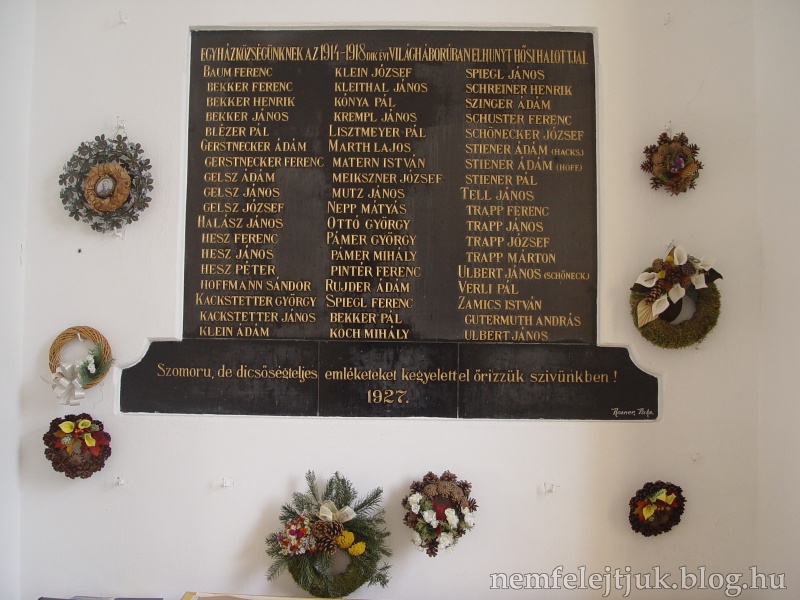 EGYHÁZKÖZSÉGÜNKNEK AZ 1914-1918 DIK ÉVI VILÁGHÁBORÚBAN ELHUNYT HŐSI HALOTTJAI
BAUM FERENC
BEKKER FERENC
BEKKER HENRIK
BEKKER JÁNOS
BLÉZER PÁL
GERSTNECKER ÁDÁM
GERSTNECKER FERENC
GELSZ ÁDÁM
GELSZ JÁNOS
GELSZ JÓZSEF
HALÁSZ JÁNOS
HESZ FERENC
HESZ JÁNOS
HESZ PÉTER
HOFFMANN SÁNDOR
KACKSTETTER GYÖRGY
KACKSTETTER JÁNOS
KLEIN ÁDÁM
KLEIN JÓZSEF
KLEITHAL JÁNOS
KÓNYA PÁL
KREMPL JÁNOS
LISZTMEYER PÁL
MARTH LAJOS
MATERN ISTVÁN
MEIKSZNER JÓZSEF
MUTZ JÁNOS
NEPP MÁTYÁS
OTTÓ GYÖRGY
PÁMER GYÖRGY
PÁMER MIHÁLY
PINTÉR FERENC
RUJDER ÁDÁM
SPIEGL FERENC
BEKKER PÁL
KOCH MIHÁLY
SPIEGL JÁNOS
SCHREINER HENRIK
SZINGER ÁDÁM
SCHUSTER FERENC
SCHÖNECKER JÓZSEF
STIENER ÁDÁM (HACKS.)
STIENER ÁDÁM (HOFF)
STIENER PÁL
TELL JÁNOS
TRAPP FERENC
TRAPP JÁNOS
TRAPP JÓZSEF
TRAPP MÁRTON
ULBERT JÁNOS (SCHÖNECK.)
VERLI PÁL
ZAMICS ISTVÁN
GUTERMUTH ANDRÁS
ULBERT JÁNOS
Szomoru, de dicsőségteljes emléketeket kegyelettel őrizzük szivünkben!
1927.
nemfelejtjuk.blog.hu